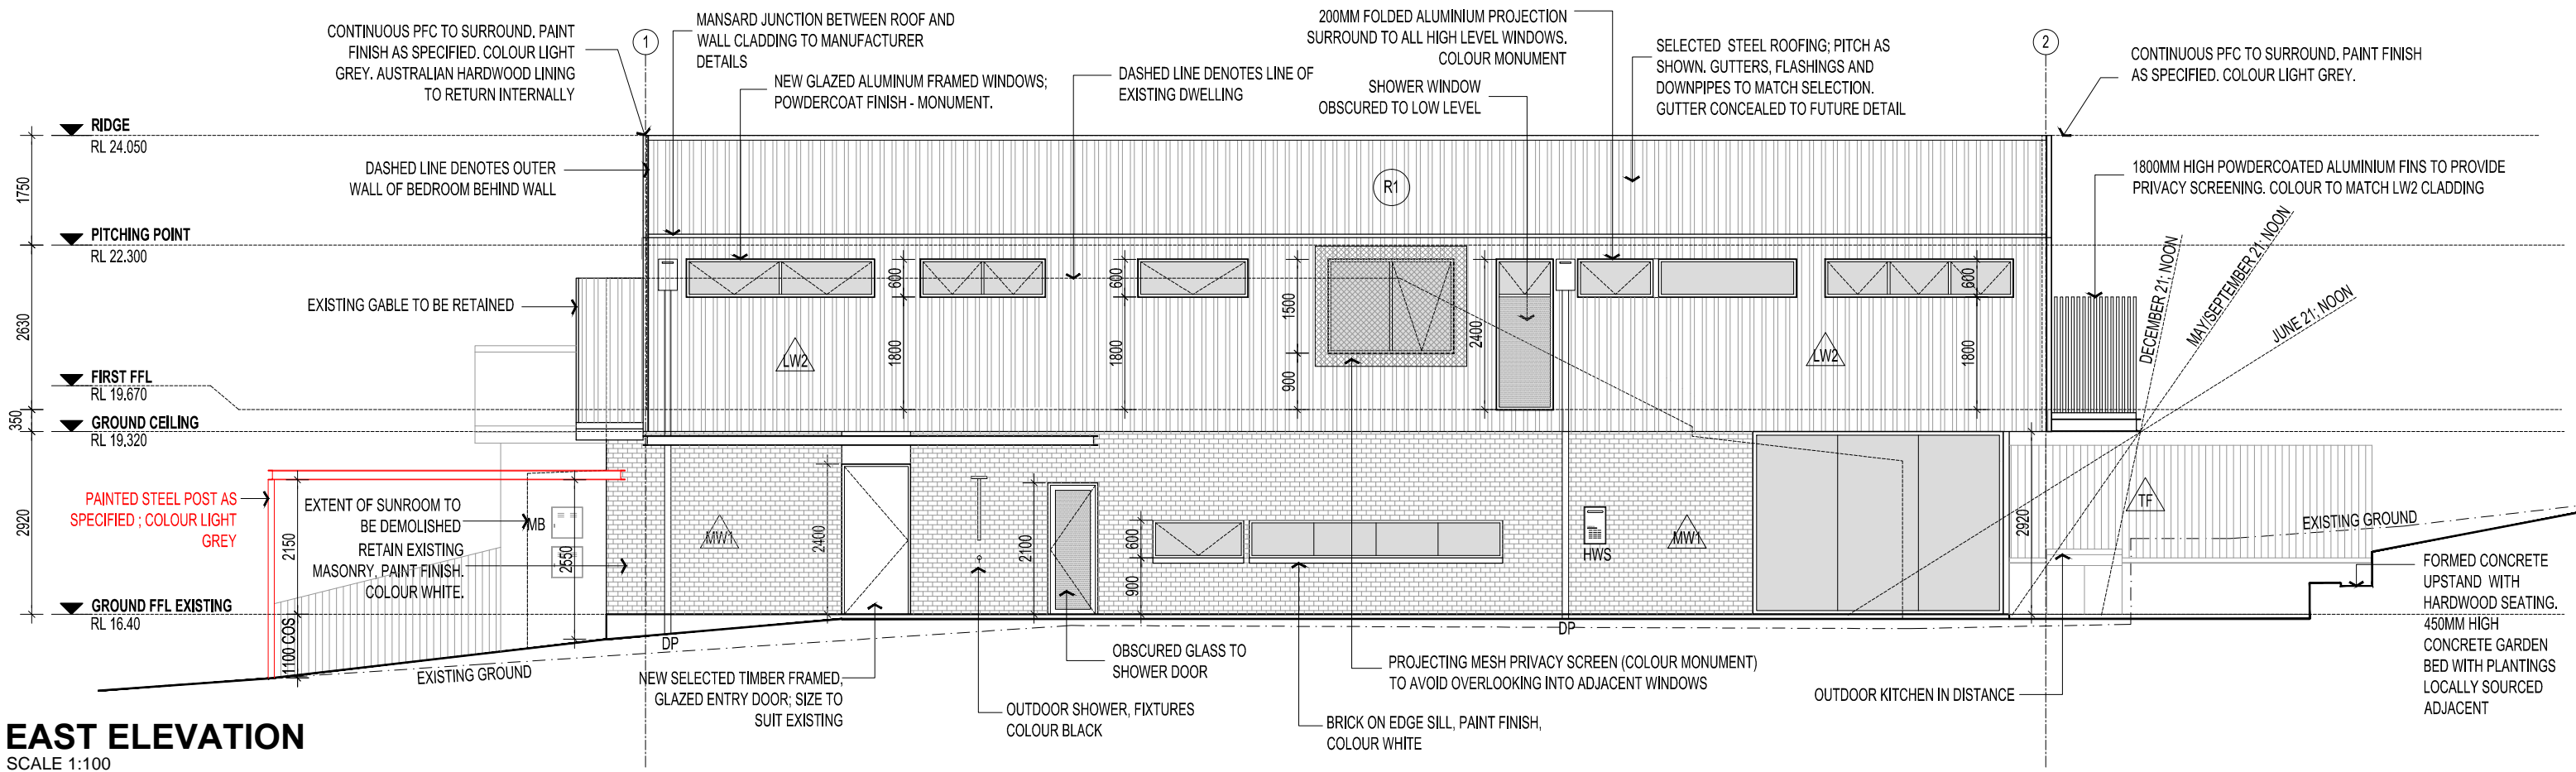 CONTINUOUS PFC TO SURROUND. PAINT
FINISH AS SPECIFIED. COLOUR LIGHT
GREY. AUSTRALIAN HARDWOOD LINING
TO RETURN INTERNALLY
1
MANSARD JUNCTION BETWEEN ROOF AND
WALL CLADDING TO MANUFACTURER
DETAILS
NEW GLAZED ALUMINUM FRAMED WINDOWS;
POWDERCOAT FINISH - MONUMENT.
DASHED LINE DENOTES LINE OF
EXISTING DWELLING
200MM FOLDED ALUMINIUM PROJECTION
SURROUND TO ALL HIGH LEVEL WINDOWS.
COLOUR MONUMENT
SHOWER WINDOW
OBSCURED TO LOW LEVEL
SELECTED STEEL ROOFING; PITCH AS
SHOWN. GUTTERS, FLASHINGS AND
DOWNPIPES TO MATCH SELECTION.
GUTTER CONCEALED TO FUTURE DETAIL
2
CONTINUOUS PFC TO SURROUND. PAINT FINISH
AS SPECIFIED. COLOUR LIGHT GREY.
RIDGE
RL 24.050
DASHED LINE DENOTES OUTER
WALL OF BEDROOM BEHIND WALL
1750
R1
1800MM HIGH POWDERCOATED ALUMINIUM FINS TO PROVIDE
PRIVACY SCREENING. COLOUR TO MATCH LW2 CLADDING
PITCHING POINT
RL 22.300
EXISTING GABLE TO BE RETAINED
2630
600
600
1500
2400
600
1800
1800
900
1800
LW2
LW2
DECEMBER 21; NOON
MAY/SEPTEMBER 21; NOON
JUNE 21; NOON
FIRST FFL
RL 19.670
350
GROUND CEILING
RL 19.320
PAINTED STEEL POST AS
SPECIFIED ; COLOUR LIGHT
GREY
2920
2150
EXTENT OF SUNROOM TO
BE DEMOLISHED
MB
RETAIN EXISTING
MASONRY, PAINT FINISH.
COLOUR WHITE.
2550
MW1
2400
2100
600
900
HWS
MW1
2920
TF
EXISTING GROUND
GROUND FFL EXISTING
RL 16.40
1100 COS
DP
DP
EXISTING GROUND
NEW SELECTED TIMBER FRAMED,
GLAZED ENTRY DOOR; SIZE TO
SUIT EXISTING
OUTDOOR SHOWER, FIXTURES
COLOUR BLACK
OBSCURED GLASS TO
SHOWER DOOR
BRICK ON EDGE SILL, PAINT FINISH,
COLOUR WHITE
PROJECTING MESH PRIVACY SCREEN (COLOUR MONUMENT)
TO AVOID OVERLOOKING INTO ADJACENT WINDOWS
OUTDOOR KITCHEN IN DISTANCE
FORMED CONCRETE
UPSTAND WITH
HARDWOOD SEATING.
450MM HIGH
CONCRETE GARDEN
BED WITH PLANTINGS
LOCALLY SOURCED
ADJACENT
EAST ELEVATION
SCALE 1:100